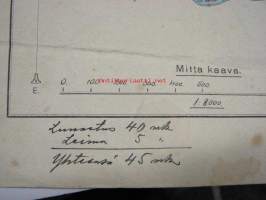 Mitta kaava.
E.
0. 100. 200. 300. 400. 500.
1:8000.
Lunastus 40 mk
Leima 5 "
Yhteensä 45 mk